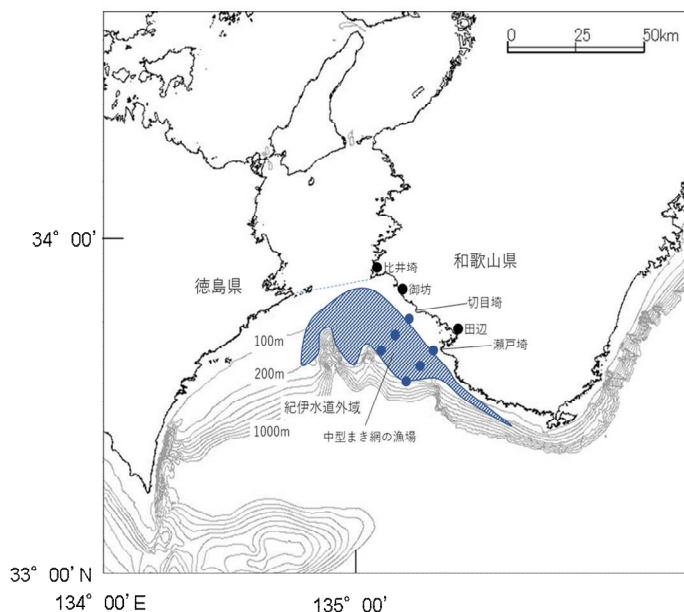 0 25 50km
34° 00'
和歌山県
比井埼
徳島県
御坊
切目埼
田辺
100m
瀬戸埼
200m
紀伊水道外域
1000m
中型まき網の漁場
33° 00' N
134° 00' E
135° 00'